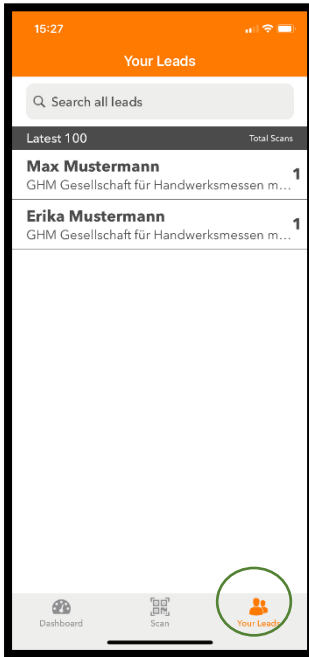 15:27
Your Leads
Search all leads
Latest 100 Total Scans
Max Mustermann
1
GHM Gesellschaft für Handwerksmessen m...
Erika Mustermann
1
GHM Gesellschaft für Handwerksmessen m...
Dashboard Scan Your Leads